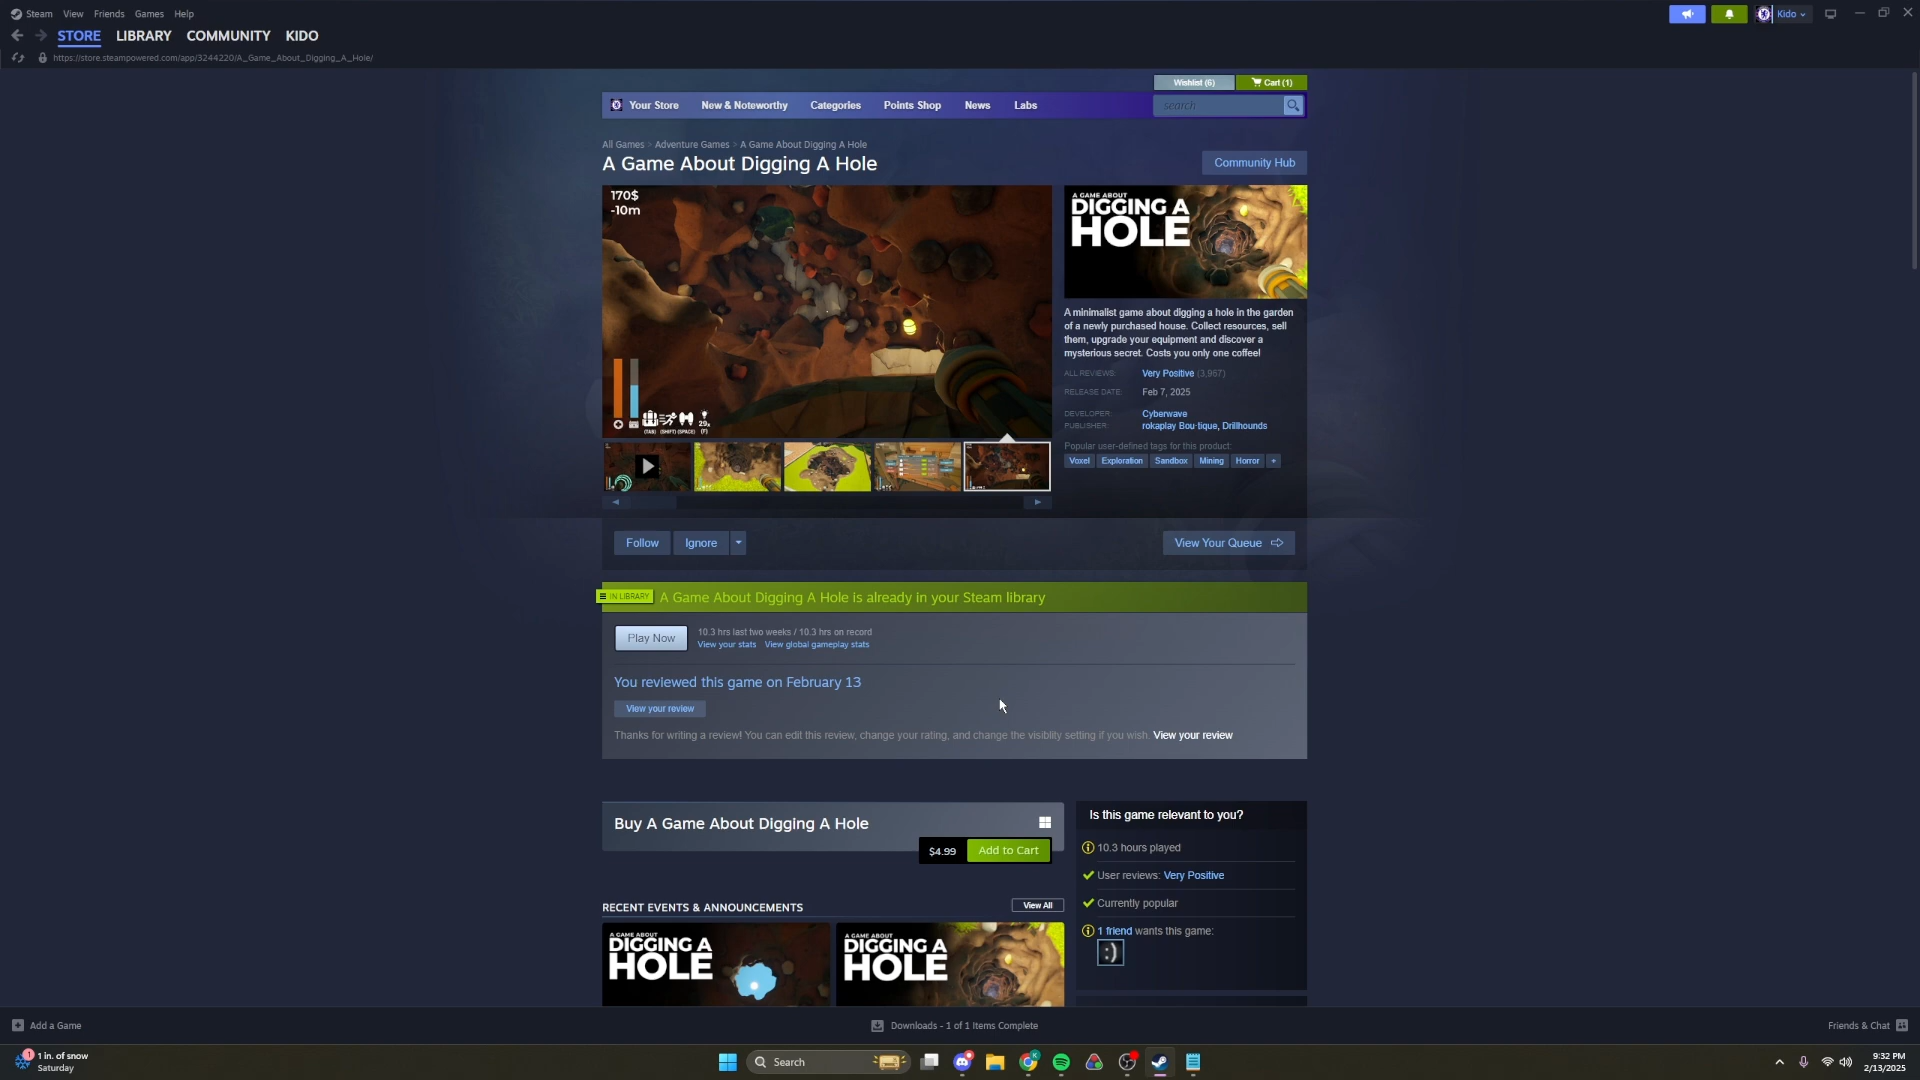 Steam View Friends Games Help
Kido
STORE LIBRARY COMMUNITY KIDO
https://store.steampowered.com/app/3244220/A_Game_About_Digging_A_Hole/
Wishlist (6) Cart (1)
Your Store New & Noteworthy Categories Points Shop News Labs
search
All Games > Adventure Games > A Game About Digging A Hole
A Game About Digging A Hole
Community Hub
170$
-10m
(TAB) (SHIFT) (SPACE) 29x (F)
A GAME ABOUT
DIGGING A
HOLE
A minimalist game about digging a hole in the garden
of a newly purchased house. Collect resources, sell
them, upgrade your equipment and discover a
mysterious secret. Costs you only one coffee!
ALL REVIEWS: Very Positive (3,967)
RELEASE DATE: Feb 7, 2025
DEVELOPER: Cyberwave
PUBLISHER: rokaplay Boutique, Drillhounds
Popular user-defined tags for this product:
Voxel Exploration Sandbox Mining Horror +
Follow Ignore
View Your Queue
IN LIBRARY A Game About Digging A Hole is already in your Steam library
Play Now
10.3 hrs last two weeks / 10.3 hrs on record
View your stats View global gameplay stats
You reviewed this game on February 13
View your review
Thanks for writing a review! You can edit this review, change your rating, and change the visiblity setting if you wish. View your review
Buy A Game About Digging A Hole
$4.99 Add to Cart
Is this game relevant to you?
10.3 hours played
User reviews: Very Positive
Currently popular
1 friend wants this game:
:)
RECENT EVENTS & ANNOUNCEMENTS View All
A GAME ABOUT
DIGGING A
HOLE
A GAME ABOUT
DIGGING A
HOLE
Add a Game
Downloads - 1 of 1 Items Complete
Friends & Chat
1
1 in. of snow
Saturday
Search
9:32 PM
2/13/2025